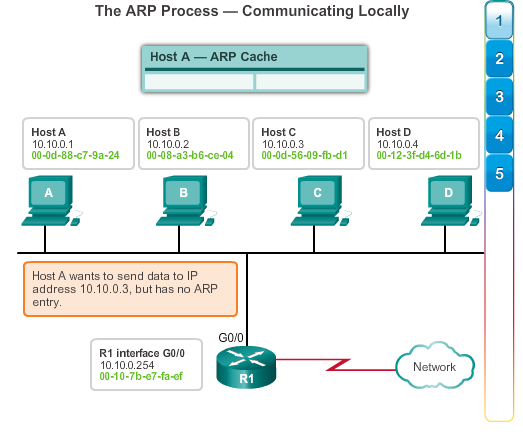 The ARP Process — Communicating Locally
1
2
3
4
5
Host A — ARP Cache
Host A
10.10.0.1
00-0d-88-c7-9a-24
Host B
10.10.0.2
00-08-a3-b6-ce-04
Host C
10.10.0.3
00-0d-56-09-fb-d1
Host D
10.10.0.4
00-12-3f-d4-6d-1b
A
B
C
D
Host A wants to send data to IP
address 10.10.0.3, but has no ARP
entry.
G0/0
R1 interface G0/0
10.10.0.254
00-10-7b-e7-fa-ef
R1
Network